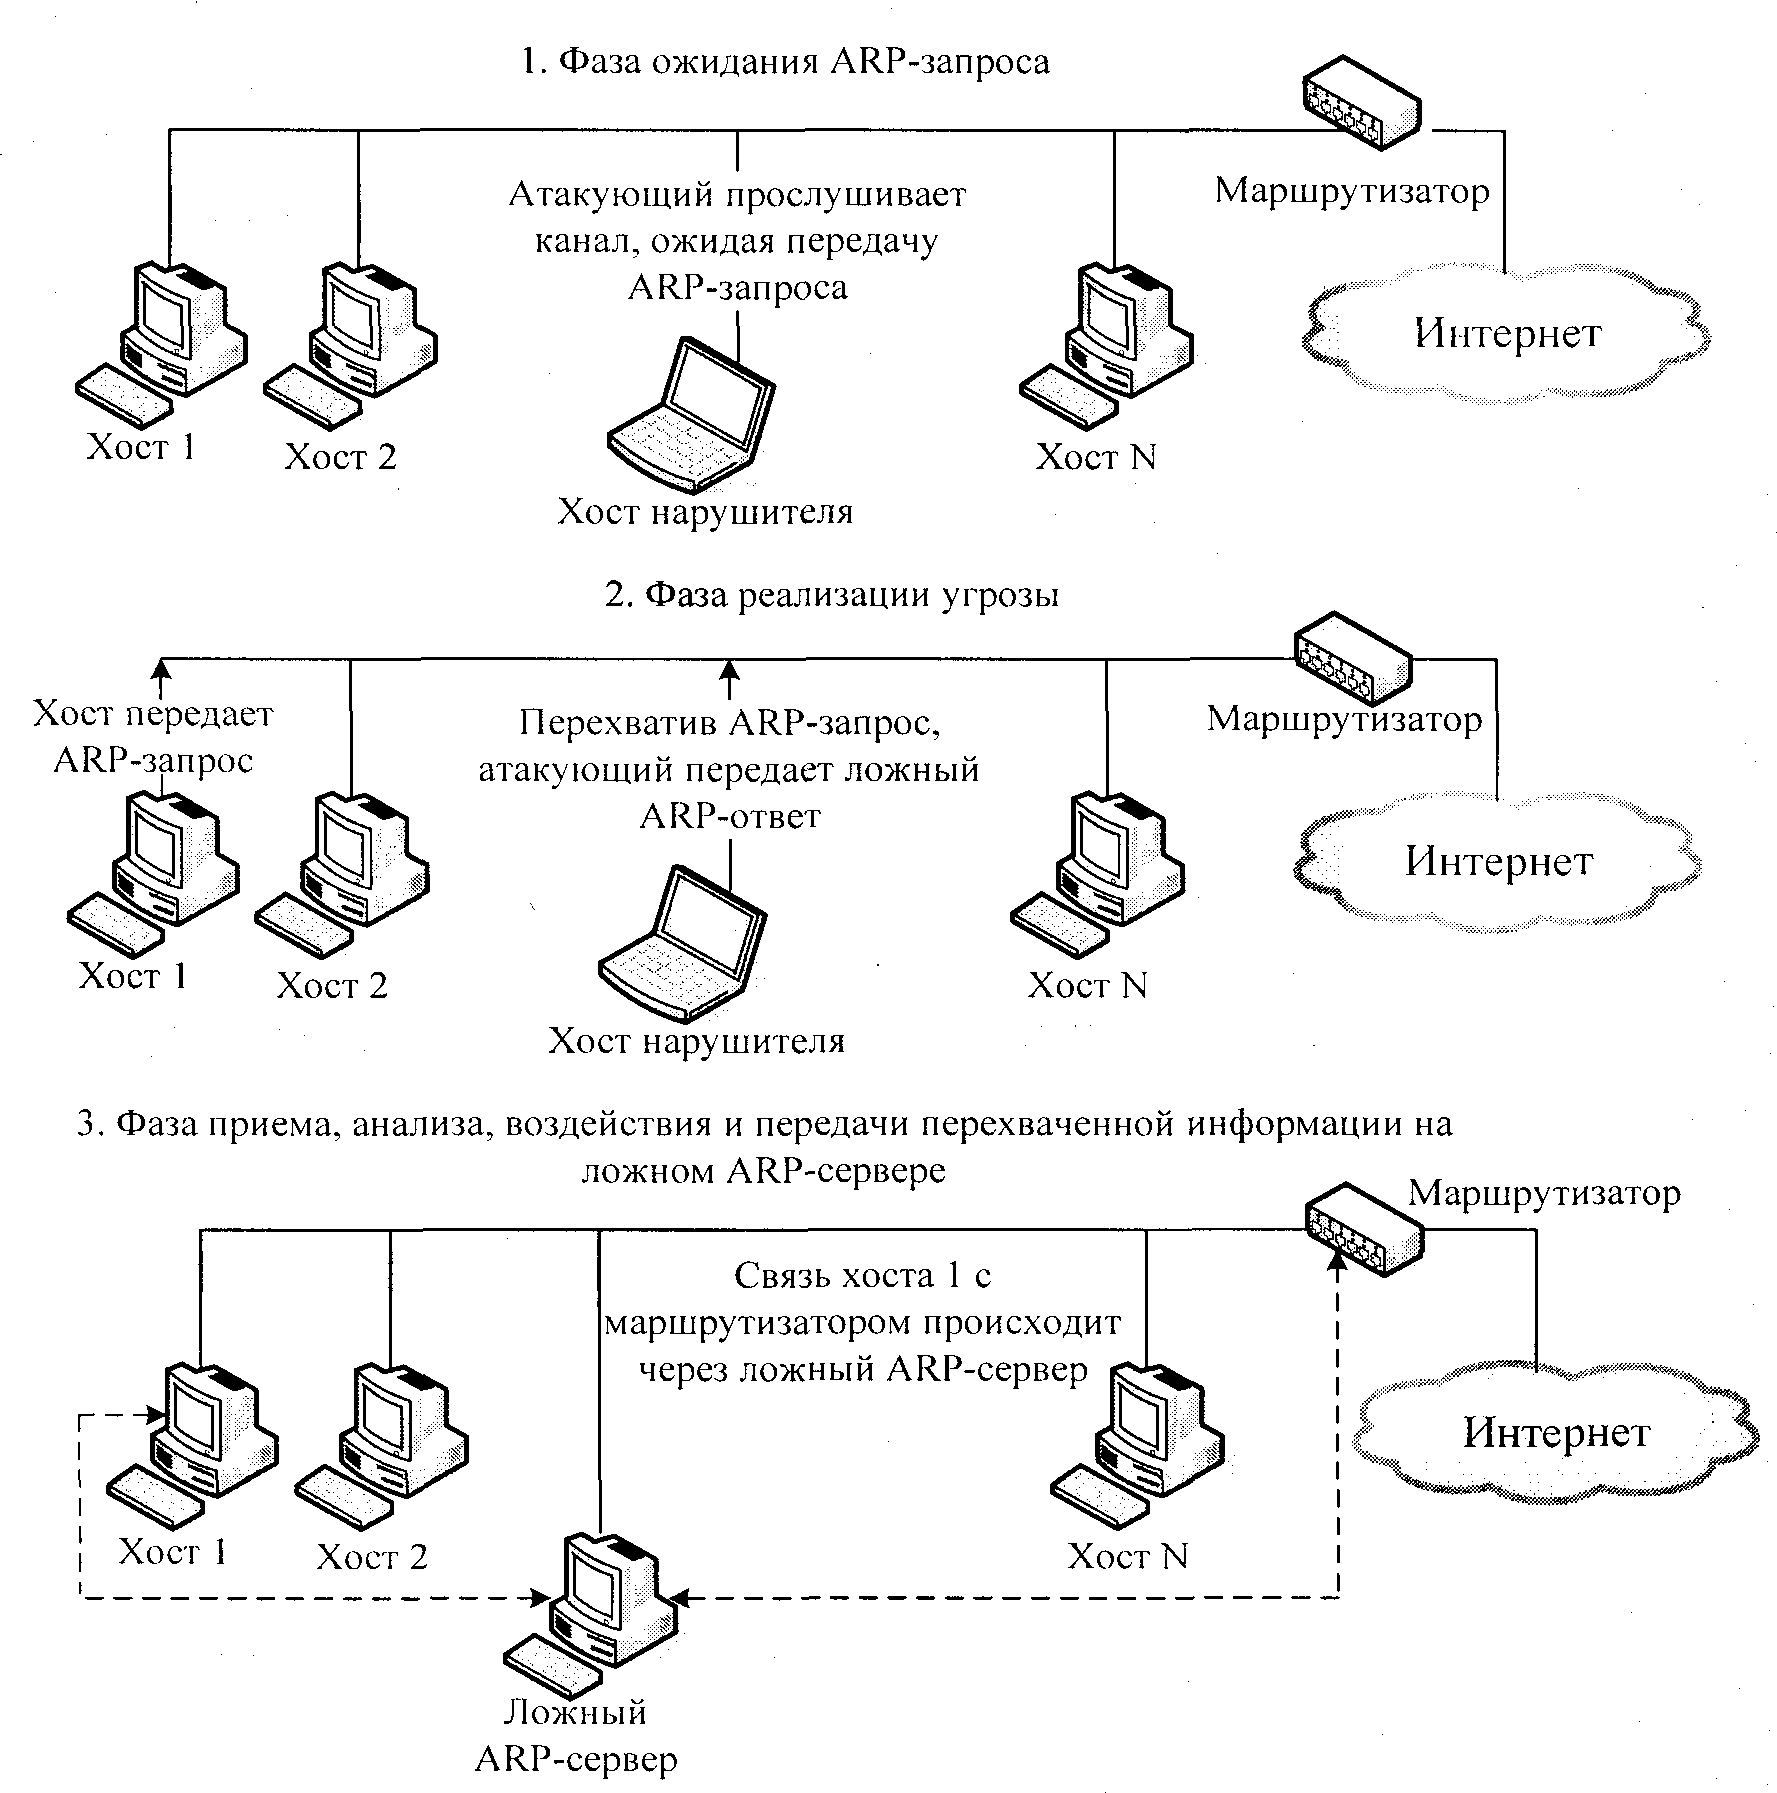 1. Фаза ожидания ARP-запроса
Маршрутизатор
Атакующий прослушивает
канал, ожидая передачу
ARP-запроса
Интернет
Хост 1
Хост 2
Хост N
Хост нарушителя
2. Фаза реализации угрозы
Хост передает
ARP-запрос
Перехватив ARP-запрос,
атакующий передает ложный
ARP-ответ
Маршрутизатор
Интернет
Хост 1
Хост 2
Хост N
Хост нарушителя
3. Фаза приема, анализа, воздействия и передачи перехваченной информации на
ложном ARP-сервере
Маршрутизатор
Связь хоста 1 с
маршрутизатором происходит
через ложный ARP-сервер
Интернет
Хост 1
Хост 2
Хост N
Ложный
ARP-сервер